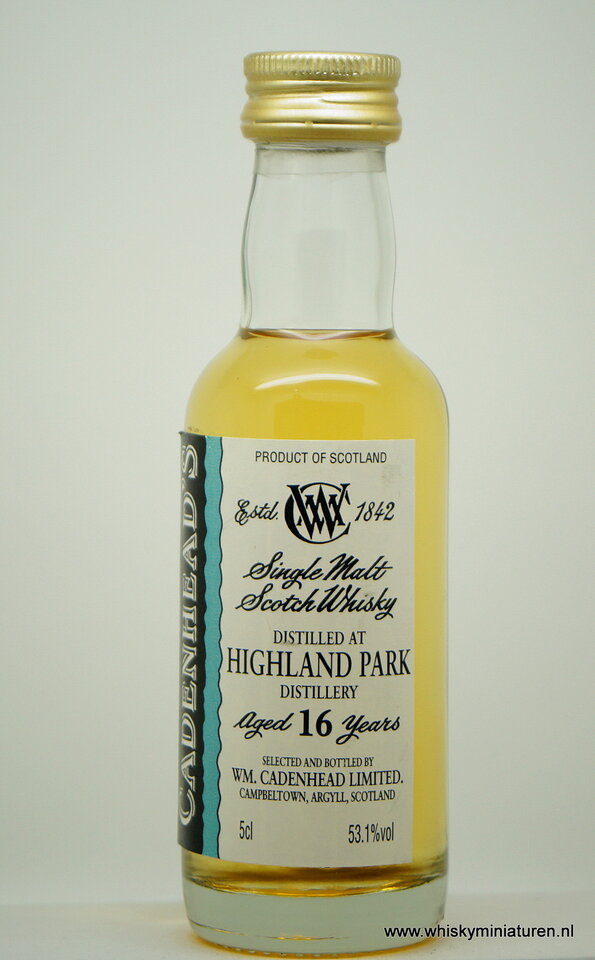 CADENHEAD'S
PRODUCT OF SCOTLAND
Estd. WC 1842
Single Malt
Scotch Whisky
DISTILLED AT
HIGHLAND PARK
DISTILLERY
Aged 16 Years
SELECTED AND BOTTLED BY
WM. CADENHEAD LIMITED.
CAMPBELTOWN, ARGYLL, SCOTLAND
5cl 53.1%vol
www.whiskyminiaturen.nl